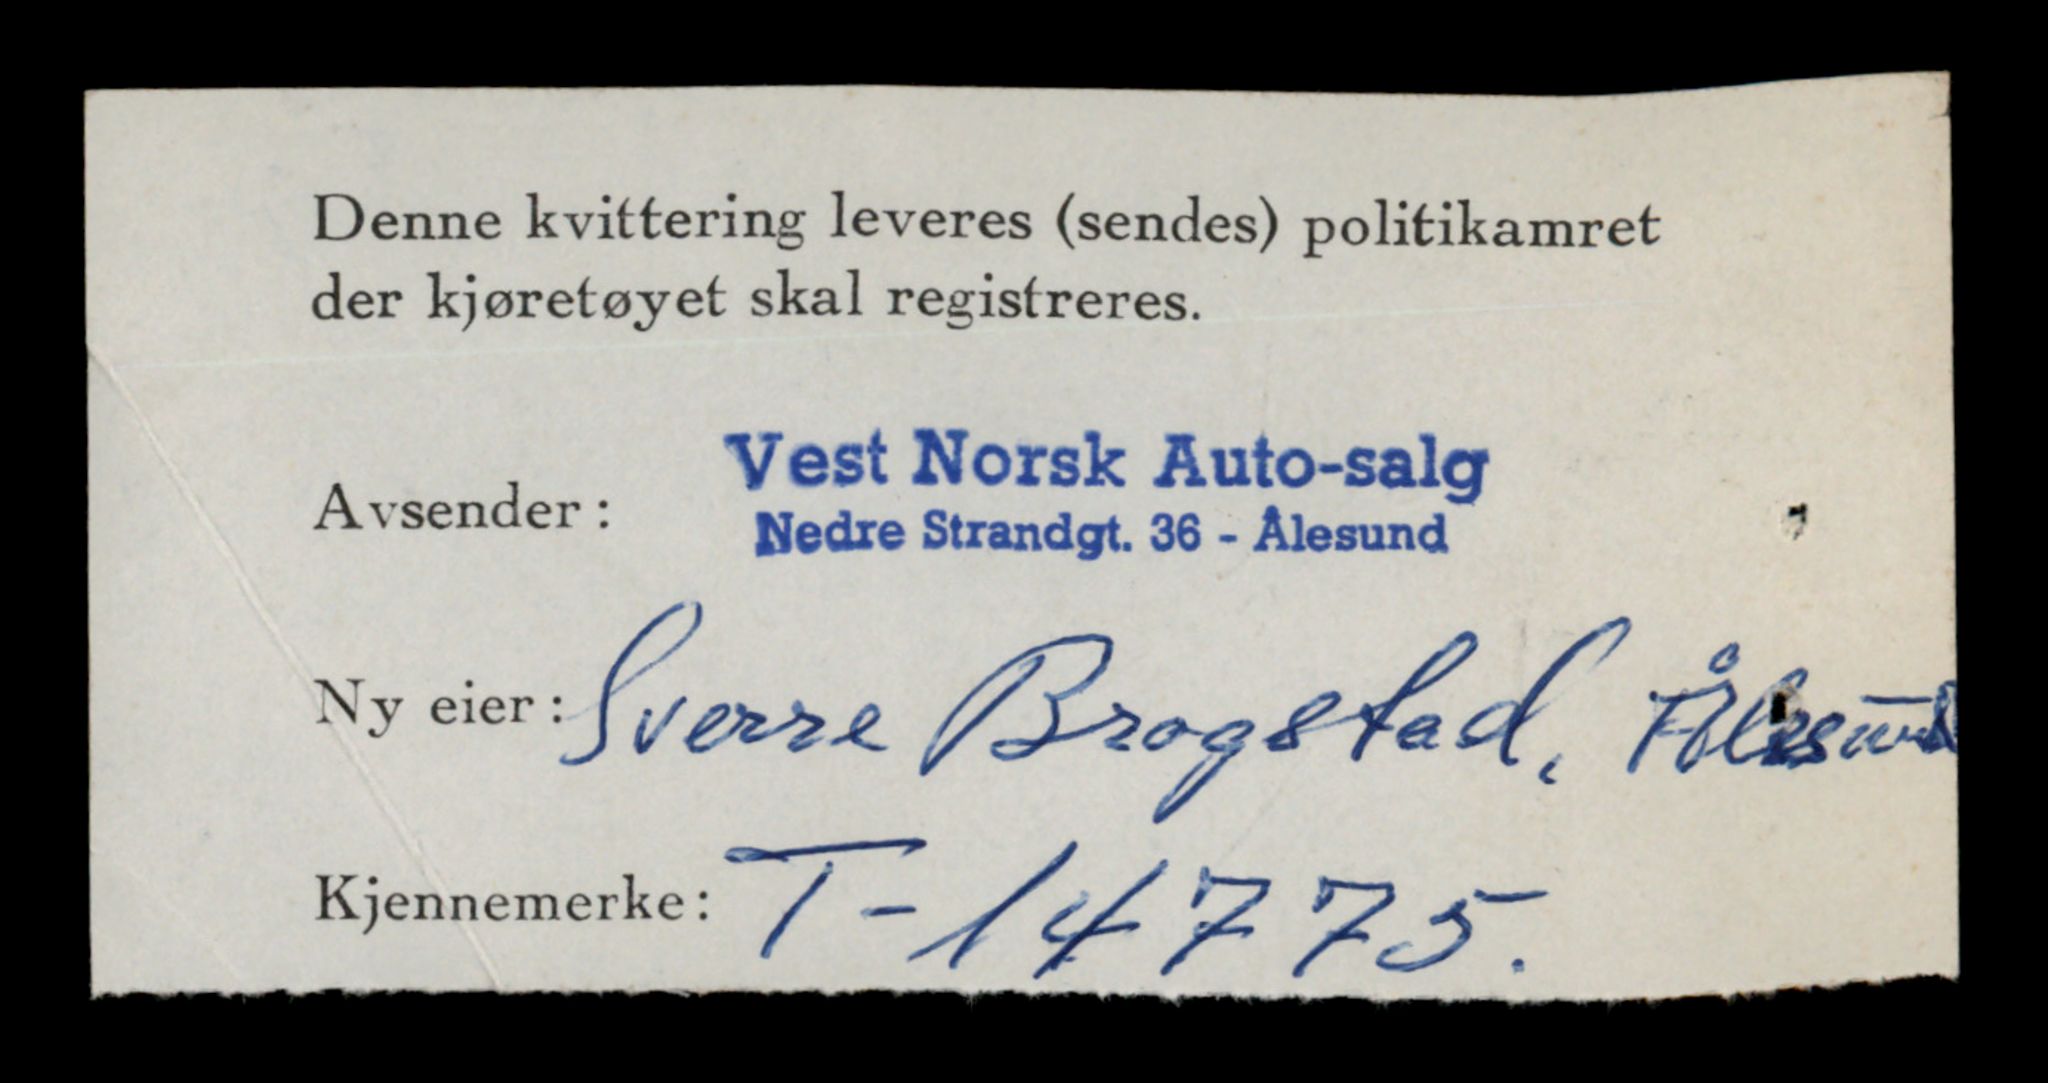 Denne kvittering leveres (sendes) politikamret
der kjøretøyet skal registreres.
Avsender: Vest Norsk Auto-salg
Nedre Strandgt. 36 - Ålesund
Ny eier: Sverre Brogstad, Ålesund
Kjennemerke: T-14775.